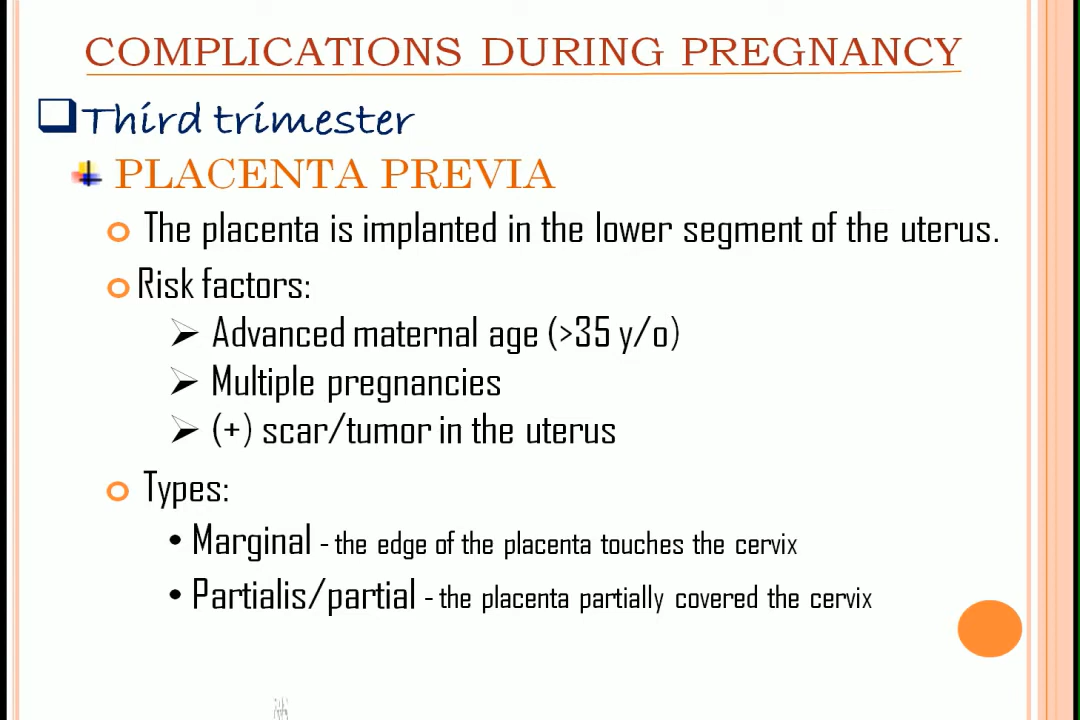 COMPLICATIONS DURING PREGNANCY
Third trimester
PLACENTA PREVIA
The placenta is implanted in the lower segment of the uterus.
Risk factors:
Advanced maternal age (>35 y/o)
Multiple pregnancies
(+) scar/tumor in the uterus
Types:
• Marginal - the edge of the placenta touches the cervix
• Partialis/partial - the placenta partially covered the cervix